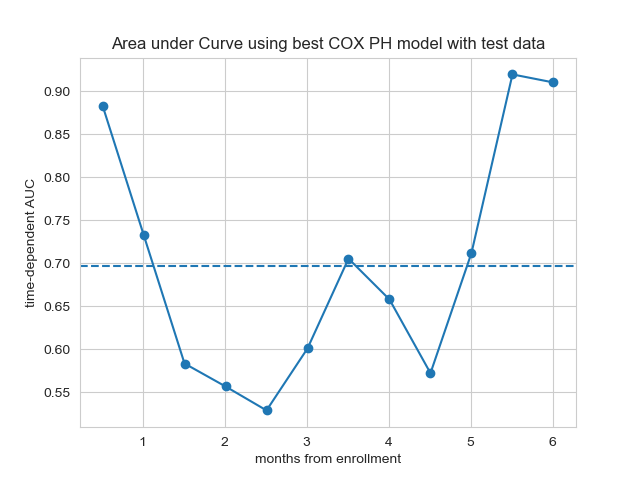 Area under Curve using best COX PH model with test data
time-dependent AUC
0.90
0.85
0.80
0.75
0.70
0.65
0.60
0.55
1 2 3 4 5 6
months from enrollment